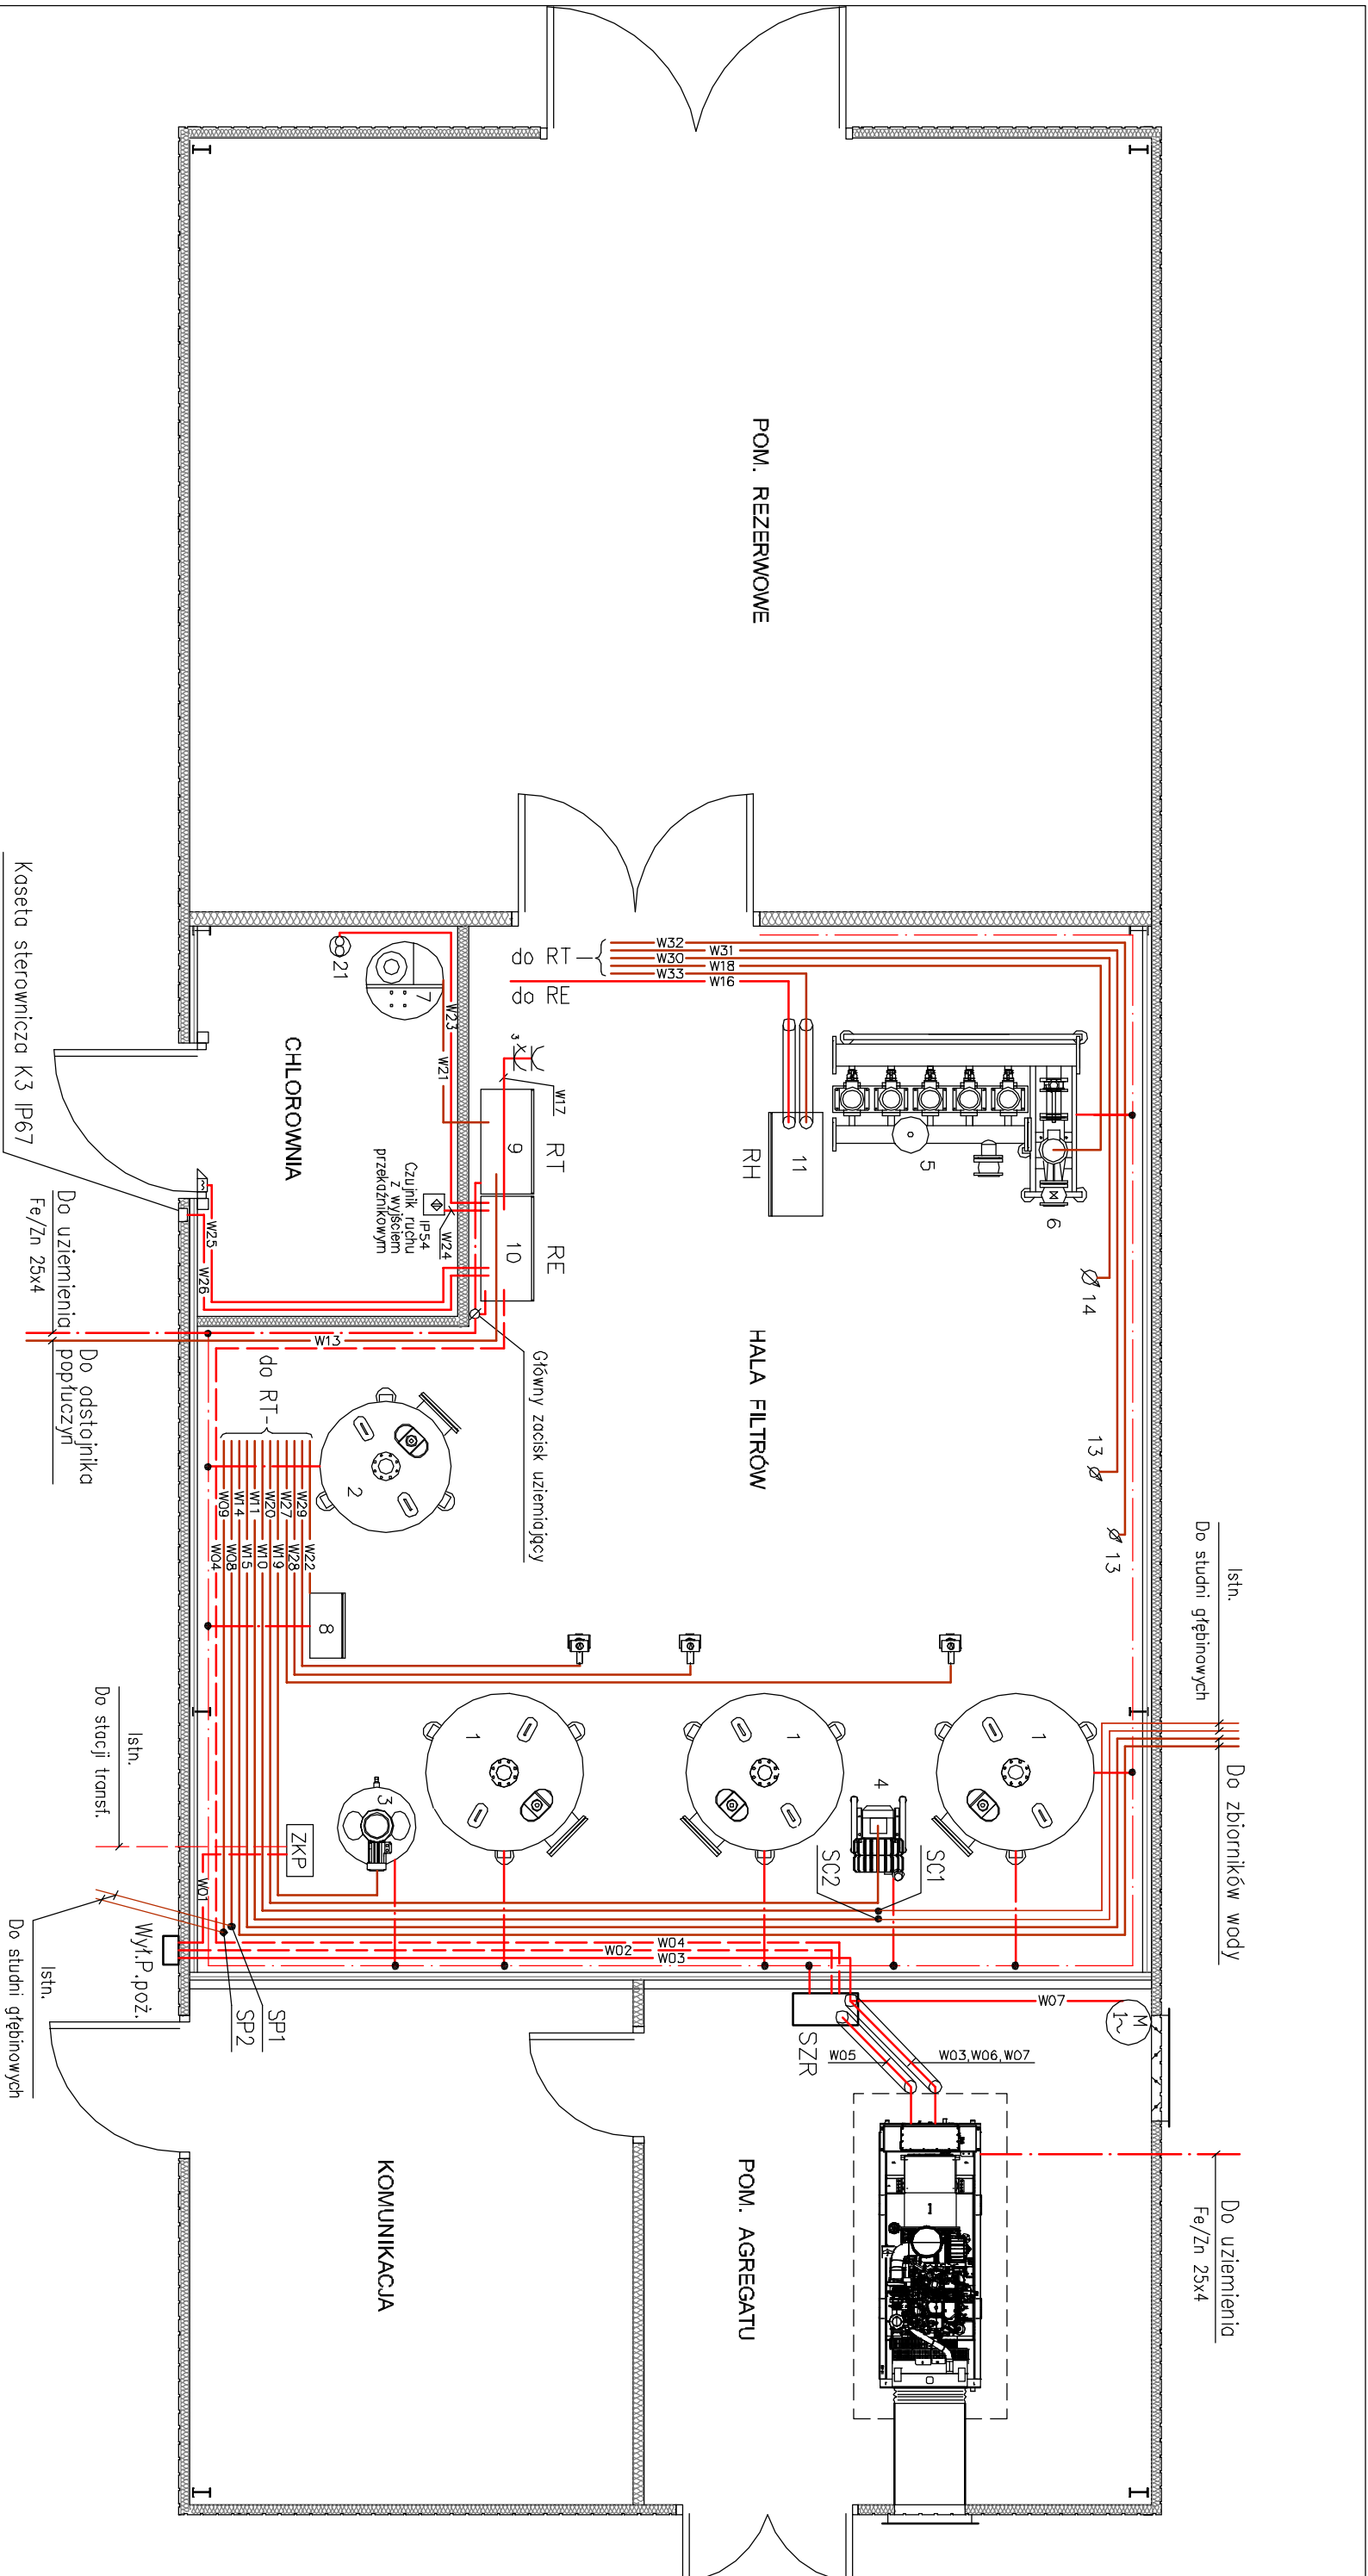 POM. REZERWOWE
HALA FILTRÓW
CHLOROWNIA
POM. AGREGATU
KOMUNIKACJA
do RT
W32
W31
W30
W18
W33
W16
do RE
21
7
W23
W21
3x
W17
9
RT
10
RE
11
RH
5
6
14
13
13
IP54
Czujnik ruchu
z wyjściem
przekaźnikowym
W24
W25
W26
Kaseta sterownicza K3 IP67
Do uziemienia
Fe/Zn 25x4
Do odstojnika
popłuczyn
W13
Główny zacisk uziemiający
do RT
2
W29
W22
W27
W28
W20
W19
W11
W10
W14
W15
W09
W08
W04
8
Istn.
Do studni głębinowych
Do zbiorników wody
1
1
1
3
4
SC1
SC2
ZKP
W01
Istn.
Do stacji transf.
Istn.
Do studni głębinowych
Wył.P.poż.
SP1
SP2
W04
W02
W03
SZR
W05
W03,W06,W07
W07
M
1~
Do uziemienia
Fe/Zn 25x4